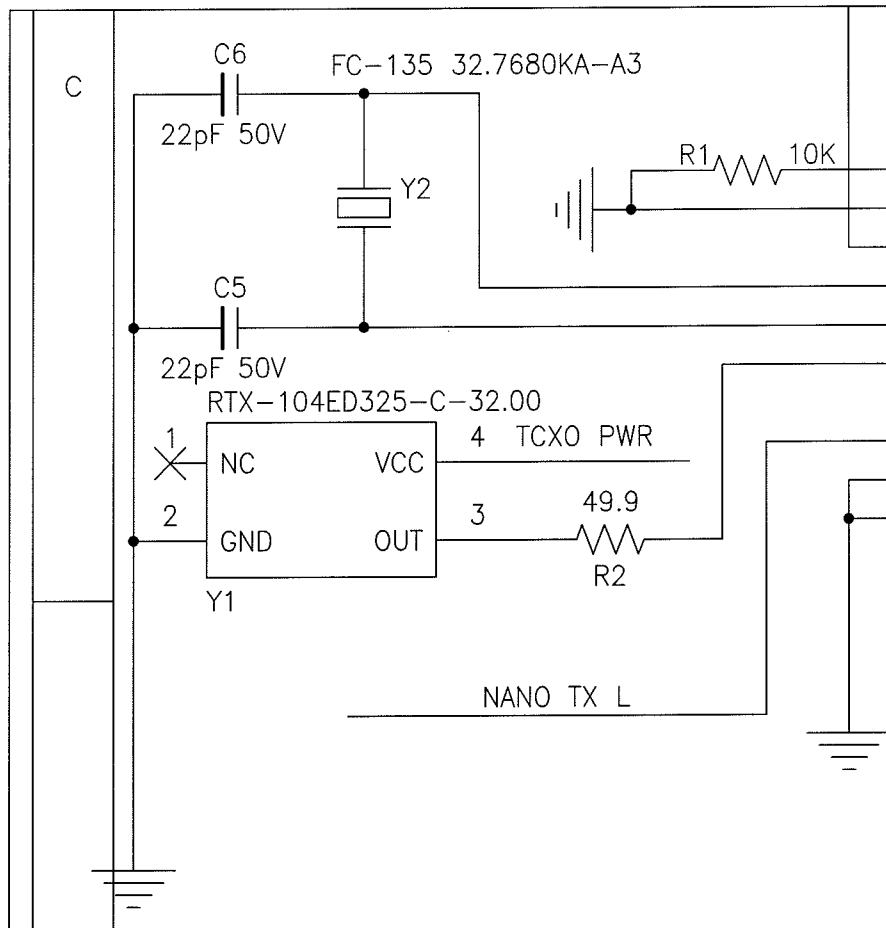 C6
FC-135 32.7680KA-A3
C
22pF 50V
R1
10K
Y2
C5
22pF 50V
RTX-104ED325-C-32.00
1
NC
VCC
4
TCXO PWR
2
GND
OUT
3
49.9
R2
Y1
NANO TX L